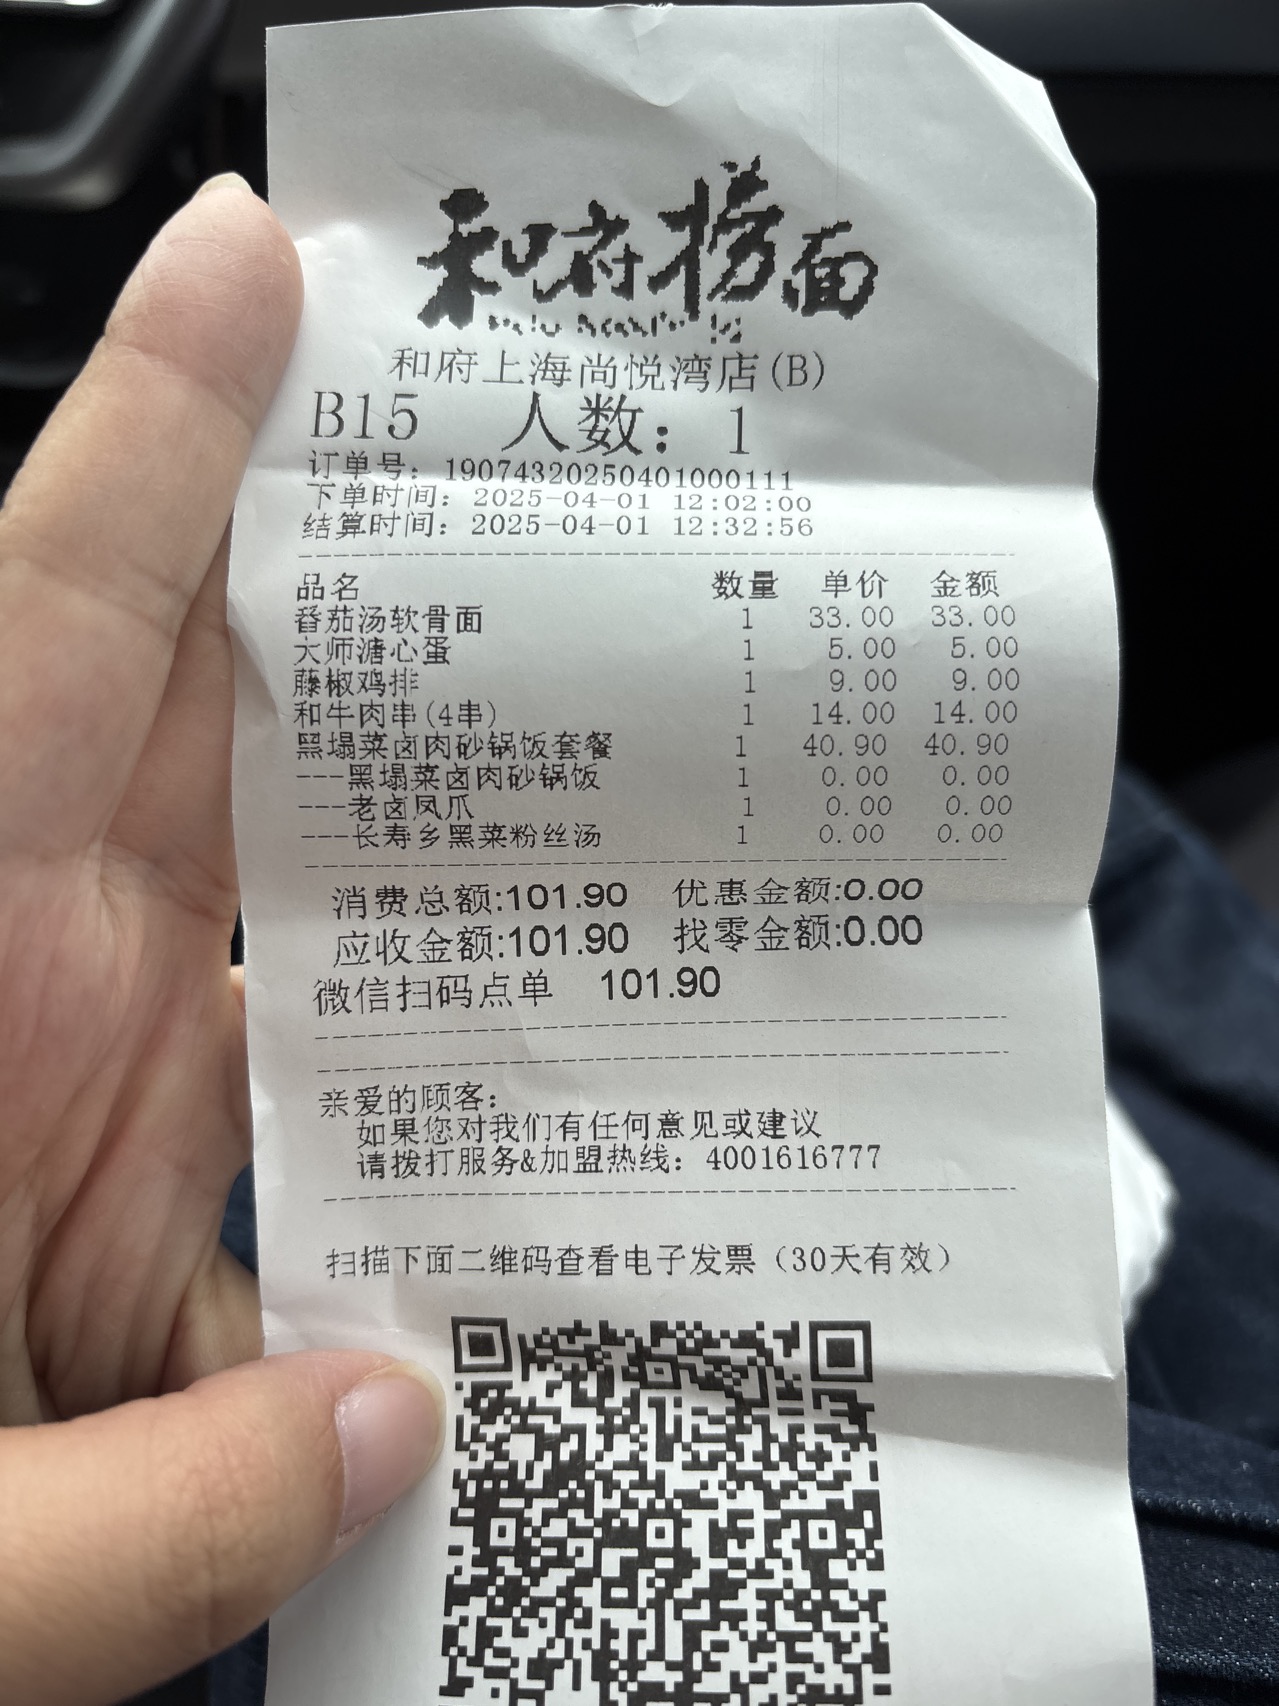 和府捞面
和府上海尚悦湾店(B)
B15 人数：1
订单号：19074320250401000111
下单时间：2025-04-01 12:02:00
结算时间：2025-04-01 12:32:56
品名 数量 单价 金额
番茄汤软骨面 1 33.00 33.00
大师溏心蛋 1 5.00 5.00
藤椒鸡排 1 9.00 9.00
和牛肉串(4串) 1 14.00 14.00
黑塌菜卤肉砂锅饭套餐 1 40.90 40.90
---黑塌菜卤肉砂锅饭 1 0.00 0.00
---老卤凤爪 1 0.00 0.00
---长寿乡黑菜粉丝汤 1 0.00 0.00
消费总额:101.90 优惠金额:0.00
应收金额:101.90 找零金额:0.00
微信扫码点单 101.90
亲爱的顾客：
如果您对我们有任何意见或建议
请拨打服务&加盟热线：4001616777
扫描下面二维码查看电子发票（30天有效）